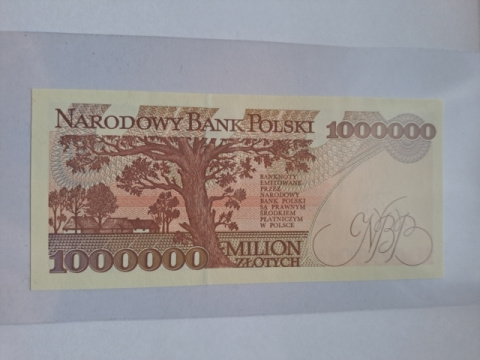 NARODOWY BANK POLSKI
1000000
BANKNOTY
EMITOWANE
PRZEZ
NARODOWY
BANK POLSKI
SĄ PRAWNYM
ŚRODKIEM
PŁATNICZYM
W POLSCE
NBP
1000000
MILION
ZŁOTYCH